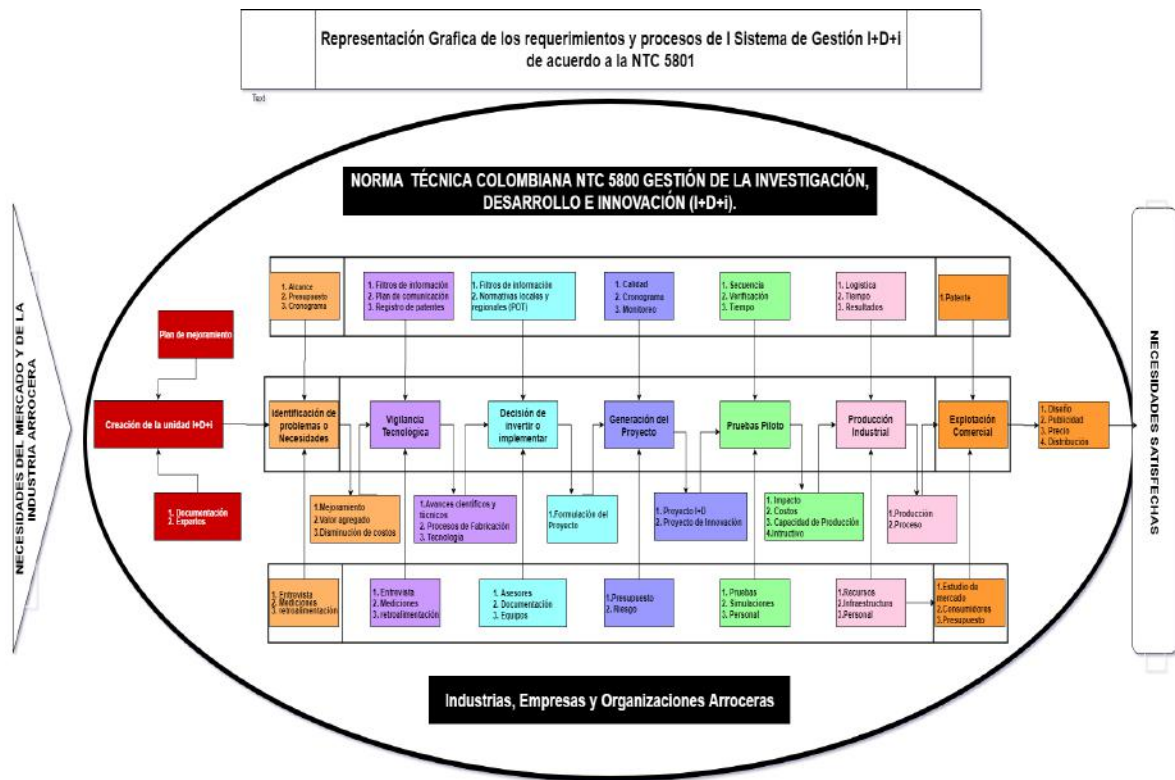 Representación Grafica de los requerimientos y procesos de I Sistema de Gestión I+D+i
de acuerdo a la NTC 5801
Text
NORMA TÉCNICA COLOMBIANA NTC 5800 GESTIÓN DE LA INVESTIGACIÓN,
DESARROLLO E INNOVACIÓN (I+D+i).
NECESIDADES DEL MERCADO Y DE LA
INDUSTRIA ARROCERA
1. Alcance
2. Presupuesto
3. Cronograma
1. Filtros de información
2. Plan de comunicación
3. Registro de patentes
1. Filtros de información
2. Normativas locales y
regionales (POT)
1. Calidad
2. Cronograma
3. Monitoreo
1. Secuencia
2. Verificación
3. Tiempo
1. Logística
2. Tiempo
3. Resultados
1.Patente
Plan de mejoramiento
Creación de la unidad I+D+i
1. Documentación
2. Expertos
Identificación de
problemas o
Necesidades
Vigilancia
Tecnológica
Decisión de
invertir o
implementar
Generación del
Proyecto
Pruebas Piloto
Producción
Industrial
Explotación
Comercial
1. Diseño
2. Publicidad
3. Precio
4. Distribución
1.Mejoramiento
2.Valor agregado
3.Disminución de costos
1.Avances científicos y
técnicos
2. Procesos de Fabricación
3. Tecnología
1.Formulación del
Proyecto
1. Proyecto I+D
2. Proyecto de Innovación
1. Impacto
2. Costos
3. Capacidad de Producción
4.Intructivo
1.Producción
2. Proceso
1. Entrevista
2. Mediciones
3. retroalimentación
1. Entrevista
2. Mediciones
3. retroalimentación
1. Asesores
2. Documentación
3. Equipos
1.Presupuesto
2. Riesgo
1. Pruebas
2. Simulaciones
3. Personal
1.Recursos
2.Infraestructura
3.Personal
1.Estudio de
mercado
2.Consumidores
3.Presupuesto
Industrias, Empresas y Organizaciones Arroceras
NECESIDADES SATISFECHAS